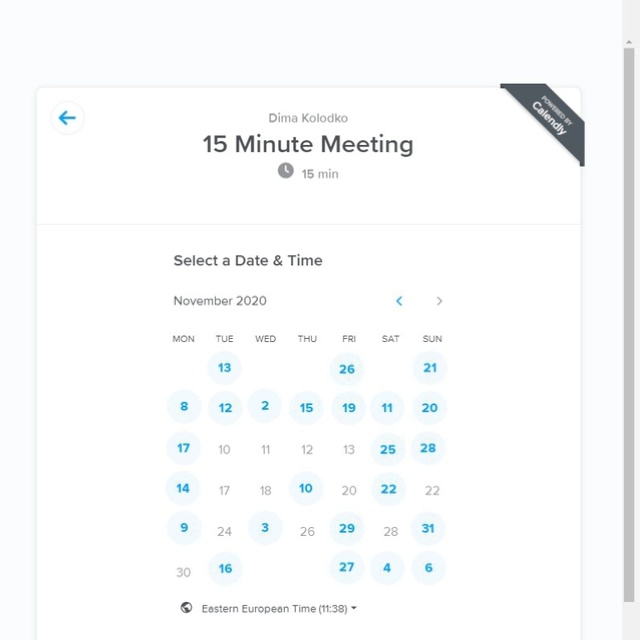 POWERED BY
Calendly
Dima Kolodko
15 Minute Meeting
15 min
Select a Date & Time
November 2020
MON TUE WED THU FRI SAT SUN
13 26 21
8 12 2 15 19 11 20
17 10 11 12 13 25 28
14 17 18 10 20 22 22
9 24 3 26 29 28 31
30 16 27 4 6
Eastern European Time (11:38)